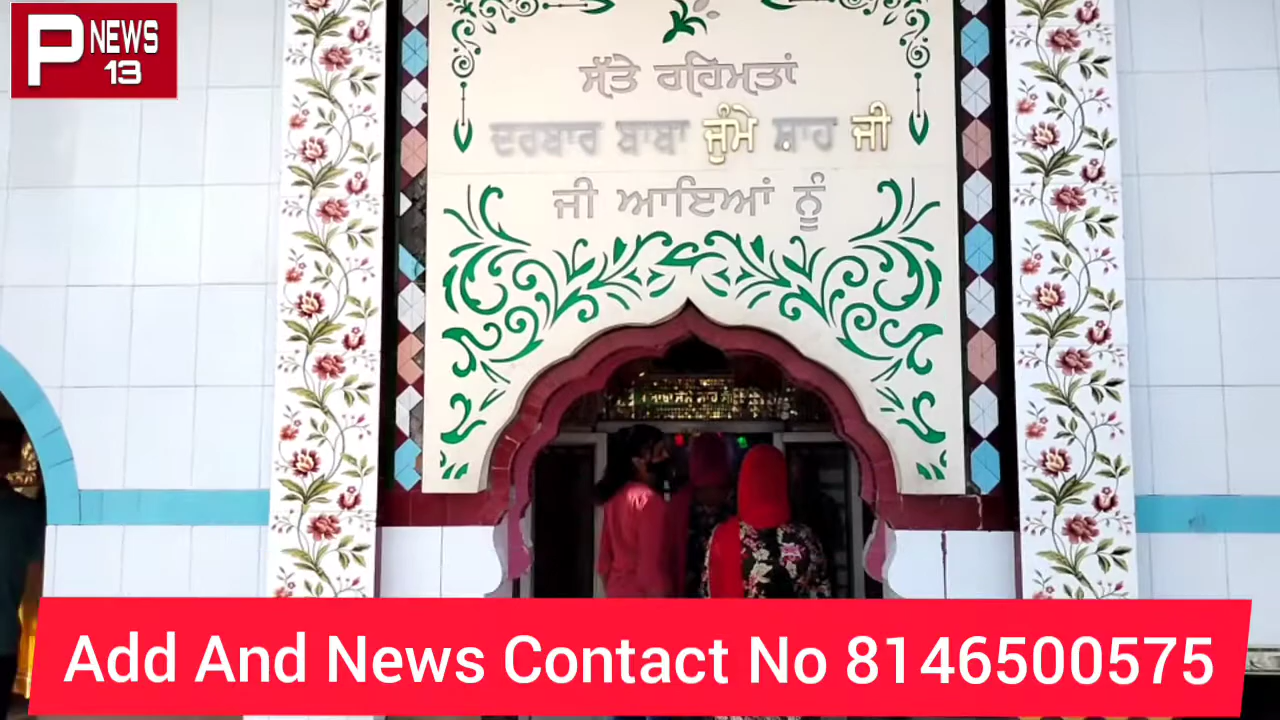 P NEWS
13
ਸੱਤੇ ਰਹਿਮਤਾਂ
ਦਰਬਾਰ ਬਾਬਾ ਜੁੰਮੇ ਸ਼ਾਹ ਜੀ
ਜੀ ਆਇਆਂ ਨੂੰ
Add And News Contact No 8146500575